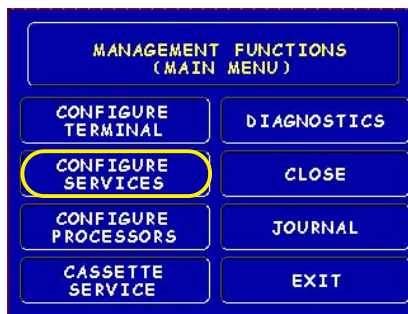 MANAGEMENT FUNCTIONS
(MAIN MENU)
CONFIGURE
TERMINAL
DIAGNOSTICS
CONFIGURE
SERVICES
CLOSE
CONFIGURE
PROCESSORS
JOURNAL
CASSETTE
SERVICE
EXIT